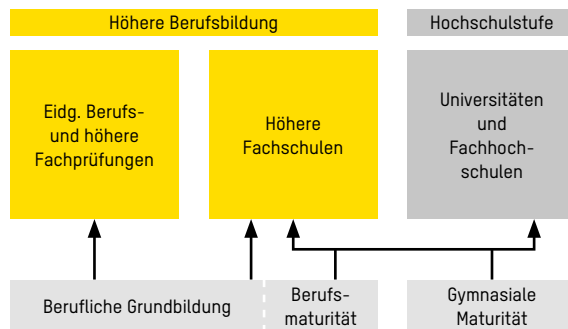 Höhere Berufsbildung
Hochschulstufe
Eidg. Berufs-
und höhere
Fachprüfungen
Höhere
Fachschulen
Universitäten
und
Fachhoch-
schulen
Berufliche Grundbildung
Berufs-
maturität
Gymnasiale
Maturität